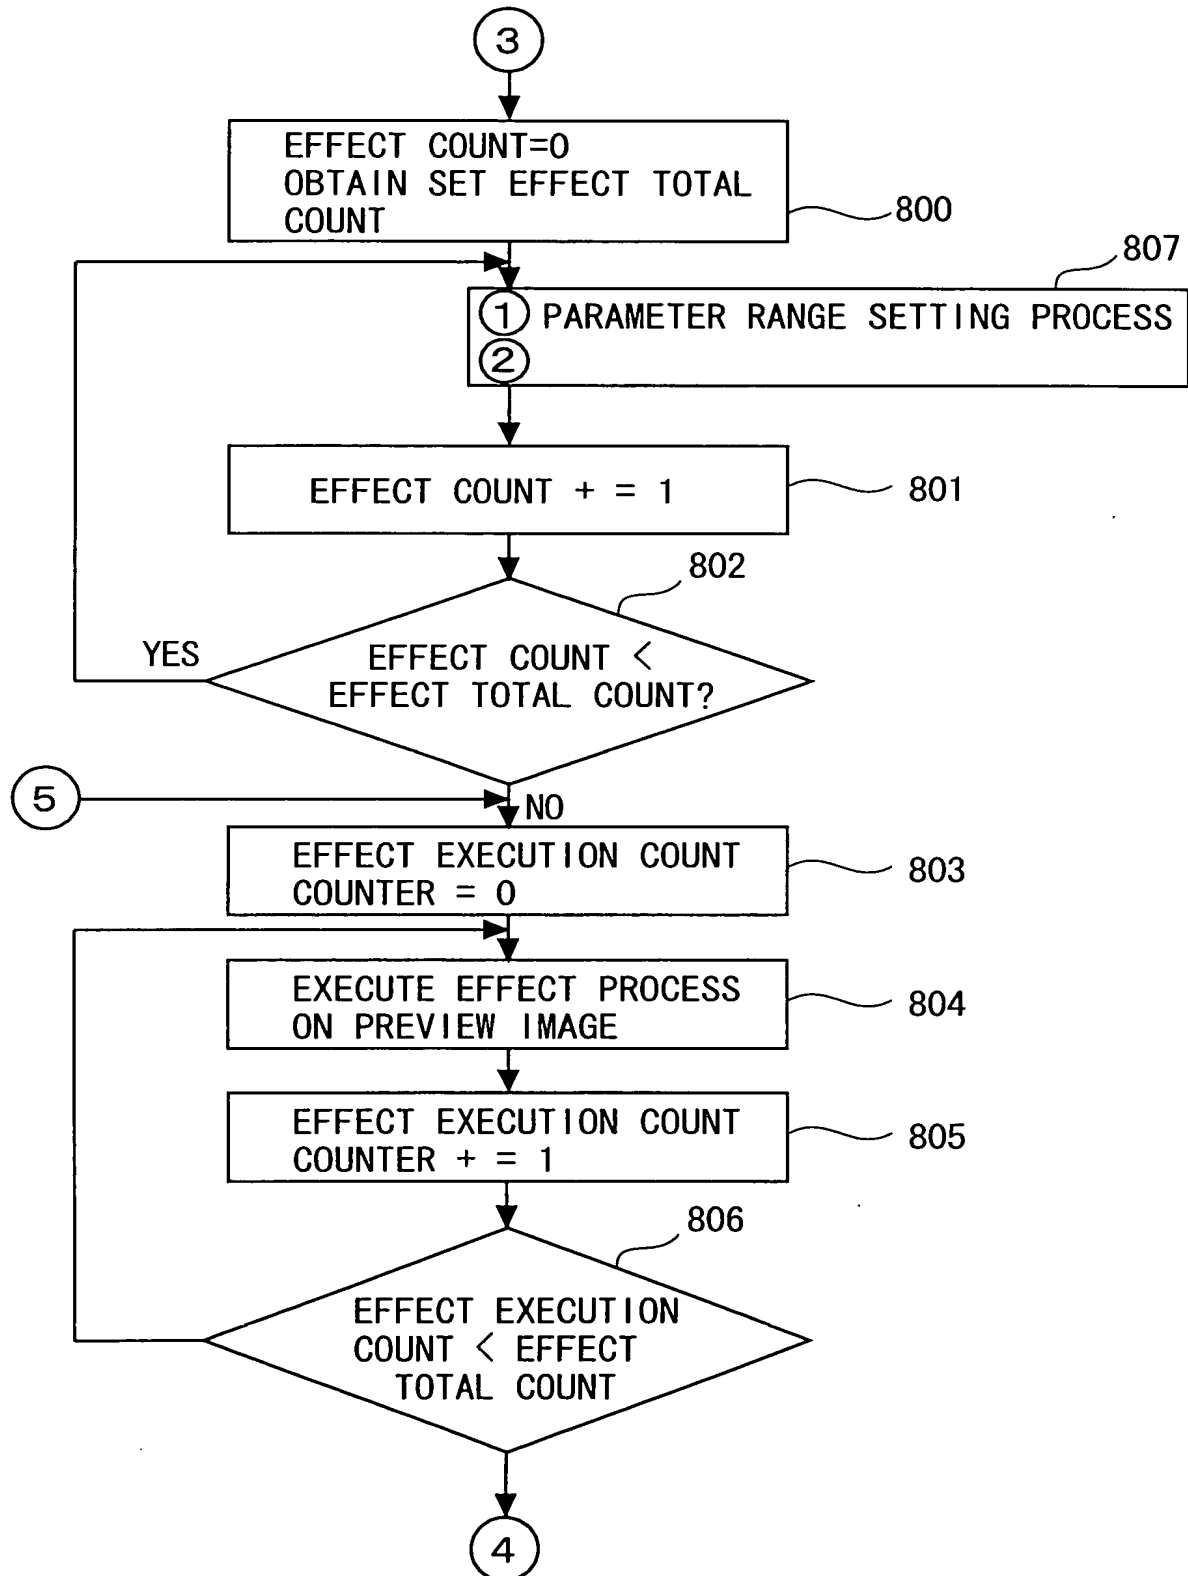 3
EFFECT COUNT=0
OBTAIN SET EFFECT TOTAL
COUNT
800
807
1 PARAMETER RANGE SETTING PROCESS
2
EFFECT COUNT + = 1
801
802
YES
EFFECT COUNT <
EFFECT TOTAL COUNT?
5
NO
EFFECT EXECUTION COUNT
COUNTER = 0
803
EXECUTE EFFECT PROCESS
ON PREVIEW IMAGE
804
EFFECT EXECUTION COUNT
COUNTER + = 1
805
806
EFFECT EXECUTION
COUNT < EFFECT
TOTAL COUNT
4